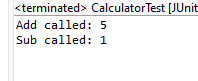 <terminated> CalculatorTest [JUnit
Add called: 5
Sub called: 1